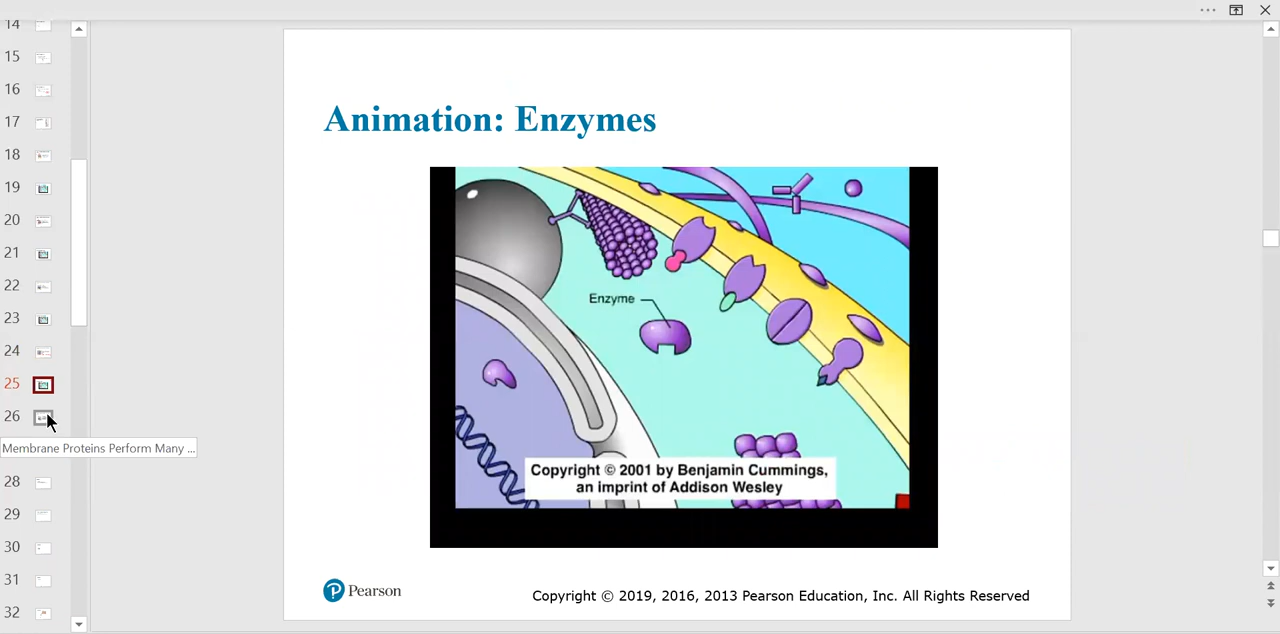 14
15
16
17
18
19
20
21
22
23
24
25
26
Membrane Proteins Perform Many ...
28
29
30
31
32
Animation: Enzymes
Enzyme
Copyright © 2001 by Benjamin Cummings,
an imprint of Addison Wesley
Pearson
Copyright © 2019, 2016, 2013 Pearson Education, Inc. All Rights Reserved